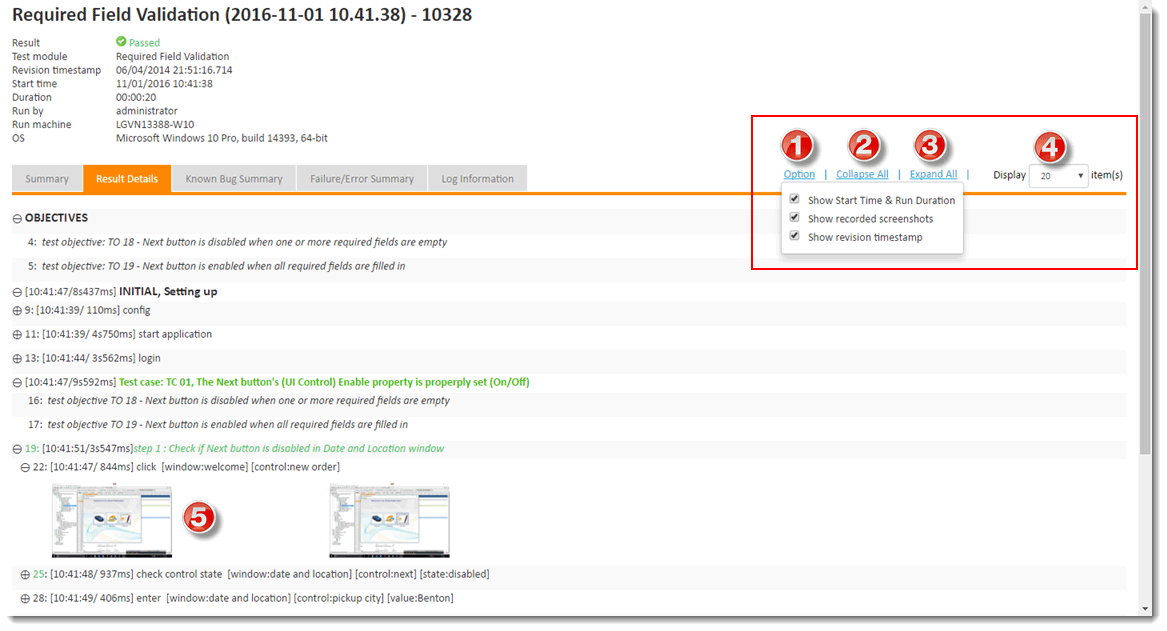 Required Field Validation (2016-11-01 10.41.38) - 10328
Result Passed
Test module Required Field Validation
Revision timestamp 06/04/2014 21:51:16.714
Start time 11/01/2016 10:41:38
Duration 00:00:20
Run by administrator
Run machine LGVN13388-W10
OS Microsoft Windows 10 Pro, build 14393, 64-bit
1 2 3 4
Option | Collapse All | Expand All | Display 20 item(s)
Summary Result Details Known Bug Summary Failure/Error Summary Log Information
Show Start Time & Run Duration
Show recorded screenshots
Show revision timestamp
OBJECTIVES
4: test objective: TO 18 - Next button is disabled when one or more required fields are empty
5: test objective: TO 19 - Next button is enabled when all required fields are filled in
[10:41:47/8s437ms] INITIAL, Setting up
9: [10:41:39/ 110ms] config
11: [10:41:39/ 4s750ms] start application
13: [10:41:44/ 3s562ms] login
[10:41:47/9s592ms] Test case: TC 01, The Next button's (UI Control) Enable property is properply set (On/Off)
16: test objective TO 18 - Next button is disabled when one or more required fields are empty
17: test objective TO 19 - Next button is enabled when all required fields are filled in
19: [10:41:51/3s547ms]step 1 : Check if Next button is disabled in Date and Location window
22: [10:41:47/ 844ms] click [window:welcome] [control:new order]
5
25: [10:41:48/ 937ms] check control state [window:date and location] [control:next] [state:disabled]
28: [10:41:49/ 406ms] enter [window:date and location] [control:pickup city] [value:Benton]